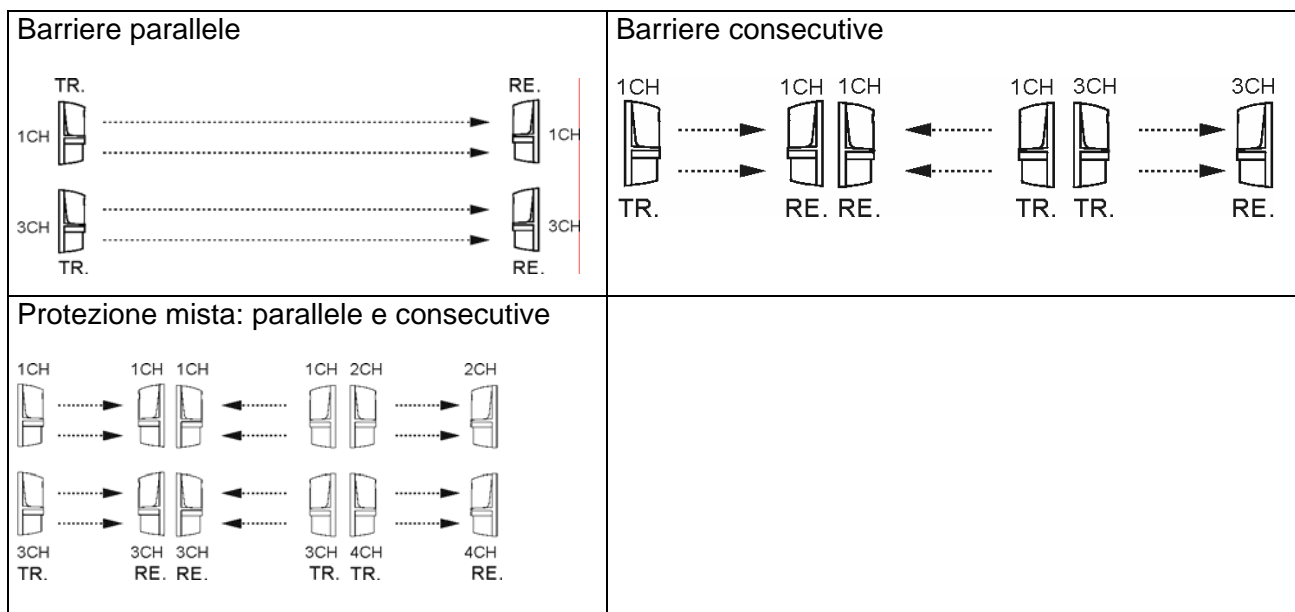 Barriere parallele
TR. RE.
1CH 1CH
3CH 3CH
TR. RE.
Barriere consecutive
1CH 1CH 1CH 1CH 3CH 3CH
TR. RE. RE. TR. TR. RE.
Protezione mista: parallele e consecutive
1CH 1CH 1CH 1CH 2CH 2CH
3CH 3CH 3CH 3CH 4CH 4CH
TR. RE. RE. TR. TR. RE.